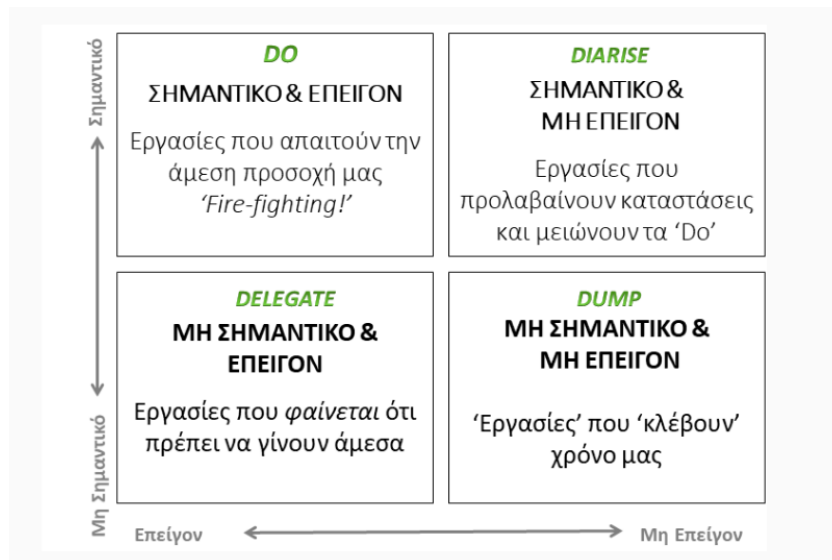 Σημαντικό
DO
ΣΗΜΑΝΤΙΚΟ & ΕΠΕΙΓΟΝ
Εργασίες που απαιτούν την
άμεση προσοχή μας
‘Fire-fighting!’
DIARISE
ΣΗΜΑΝΤΙΚΟ &
ΜΗ ΕΠΕΙΓΟΝ
Εργασίες που
προλαβαίνουν καταστάσεις
και μειώνουν τα ‘Do’
DELEGATE
ΜΗ ΣΗΜΑΝΤΙΚΟ &
ΕΠΕΙΓΟΝ
Εργασίες που φαίνεται ότι
πρέπει να γίνουν άμεσα
DUMP
ΜΗ ΣΗΜΑΝΤΙΚΟ &
ΜΗ ΕΠΕΙΓΟΝ
‘Εργασίες’ που ‘κλέβουν’
χρόνο μας
Μη Σημαντικό
Επείγον
Μη Επείγον